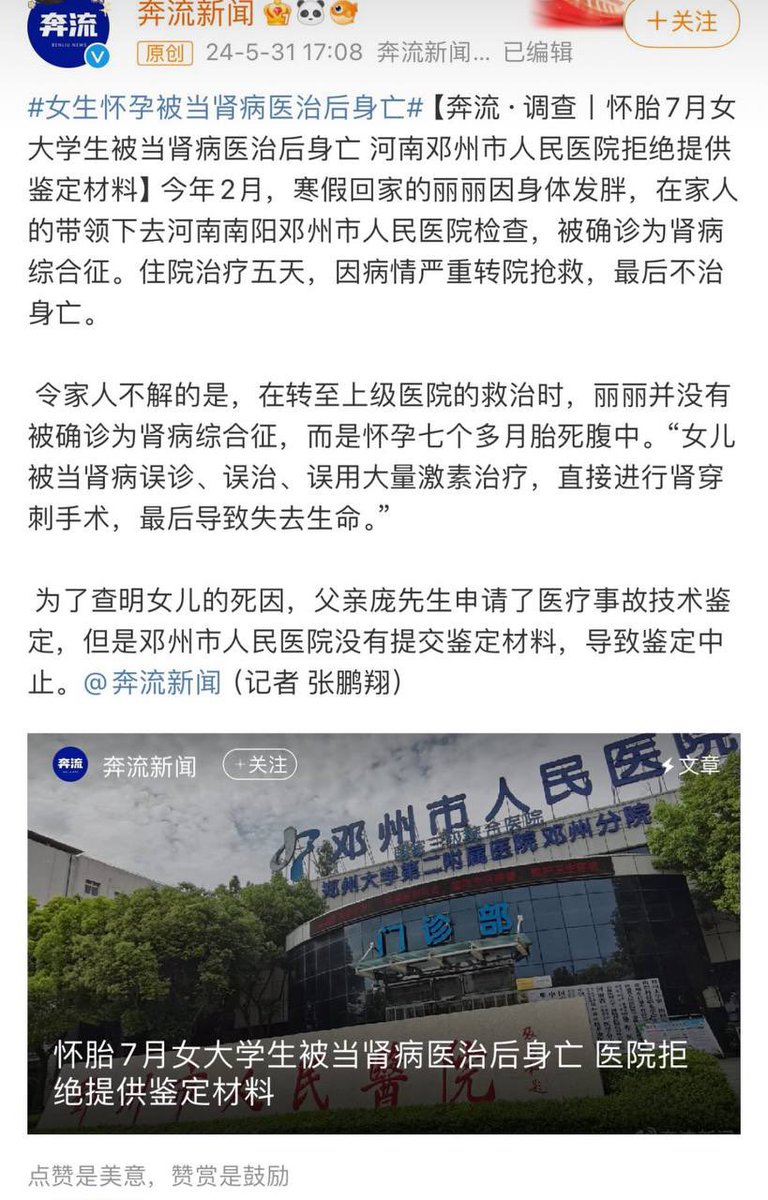 奔流
BENLIU NEWS
奔流新闻
+关注
原创 24-5-31 17:08 奔流新闻... 已编辑
#女生怀孕被当肾病医治后身亡#【奔流·调查丨怀胎7月女
大学生被当肾病医治后身亡 河南邓州市人民医院拒绝提供
鉴定材料】今年2月，寒假回家的丽丽因身体发胖，在家人
的带领下去河南南阳邓州市人民医院检查，被确诊为肾病
综合征。住院治疗五天，因病情严重转院抢救，最后不治
身亡。
令家人不解的是，在转至上级医院的救治时，丽丽并没有
被确诊为肾病综合征，而是怀孕七个多月胎死腹中。“女儿
被当肾病误诊、误治、误用大量激素治疗，直接进行肾穿
刺手术，最后导致失去生命。”
为了查明女儿的死因，父亲庞先生申请了医疗事故技术鉴
定，但是邓州市人民医院没有提交鉴定材料，导致鉴定中
止。@奔流新闻（记者 张鹏翔）
奔流
奔流新闻
+关注
文章
邓州市人民医院
郑州大学第二附属医院邓州分院
门诊部
怀胎7月女大学生被当肾病医治后身亡 医院拒
绝提供鉴定材料
点赞是美意，赞赏是鼓励